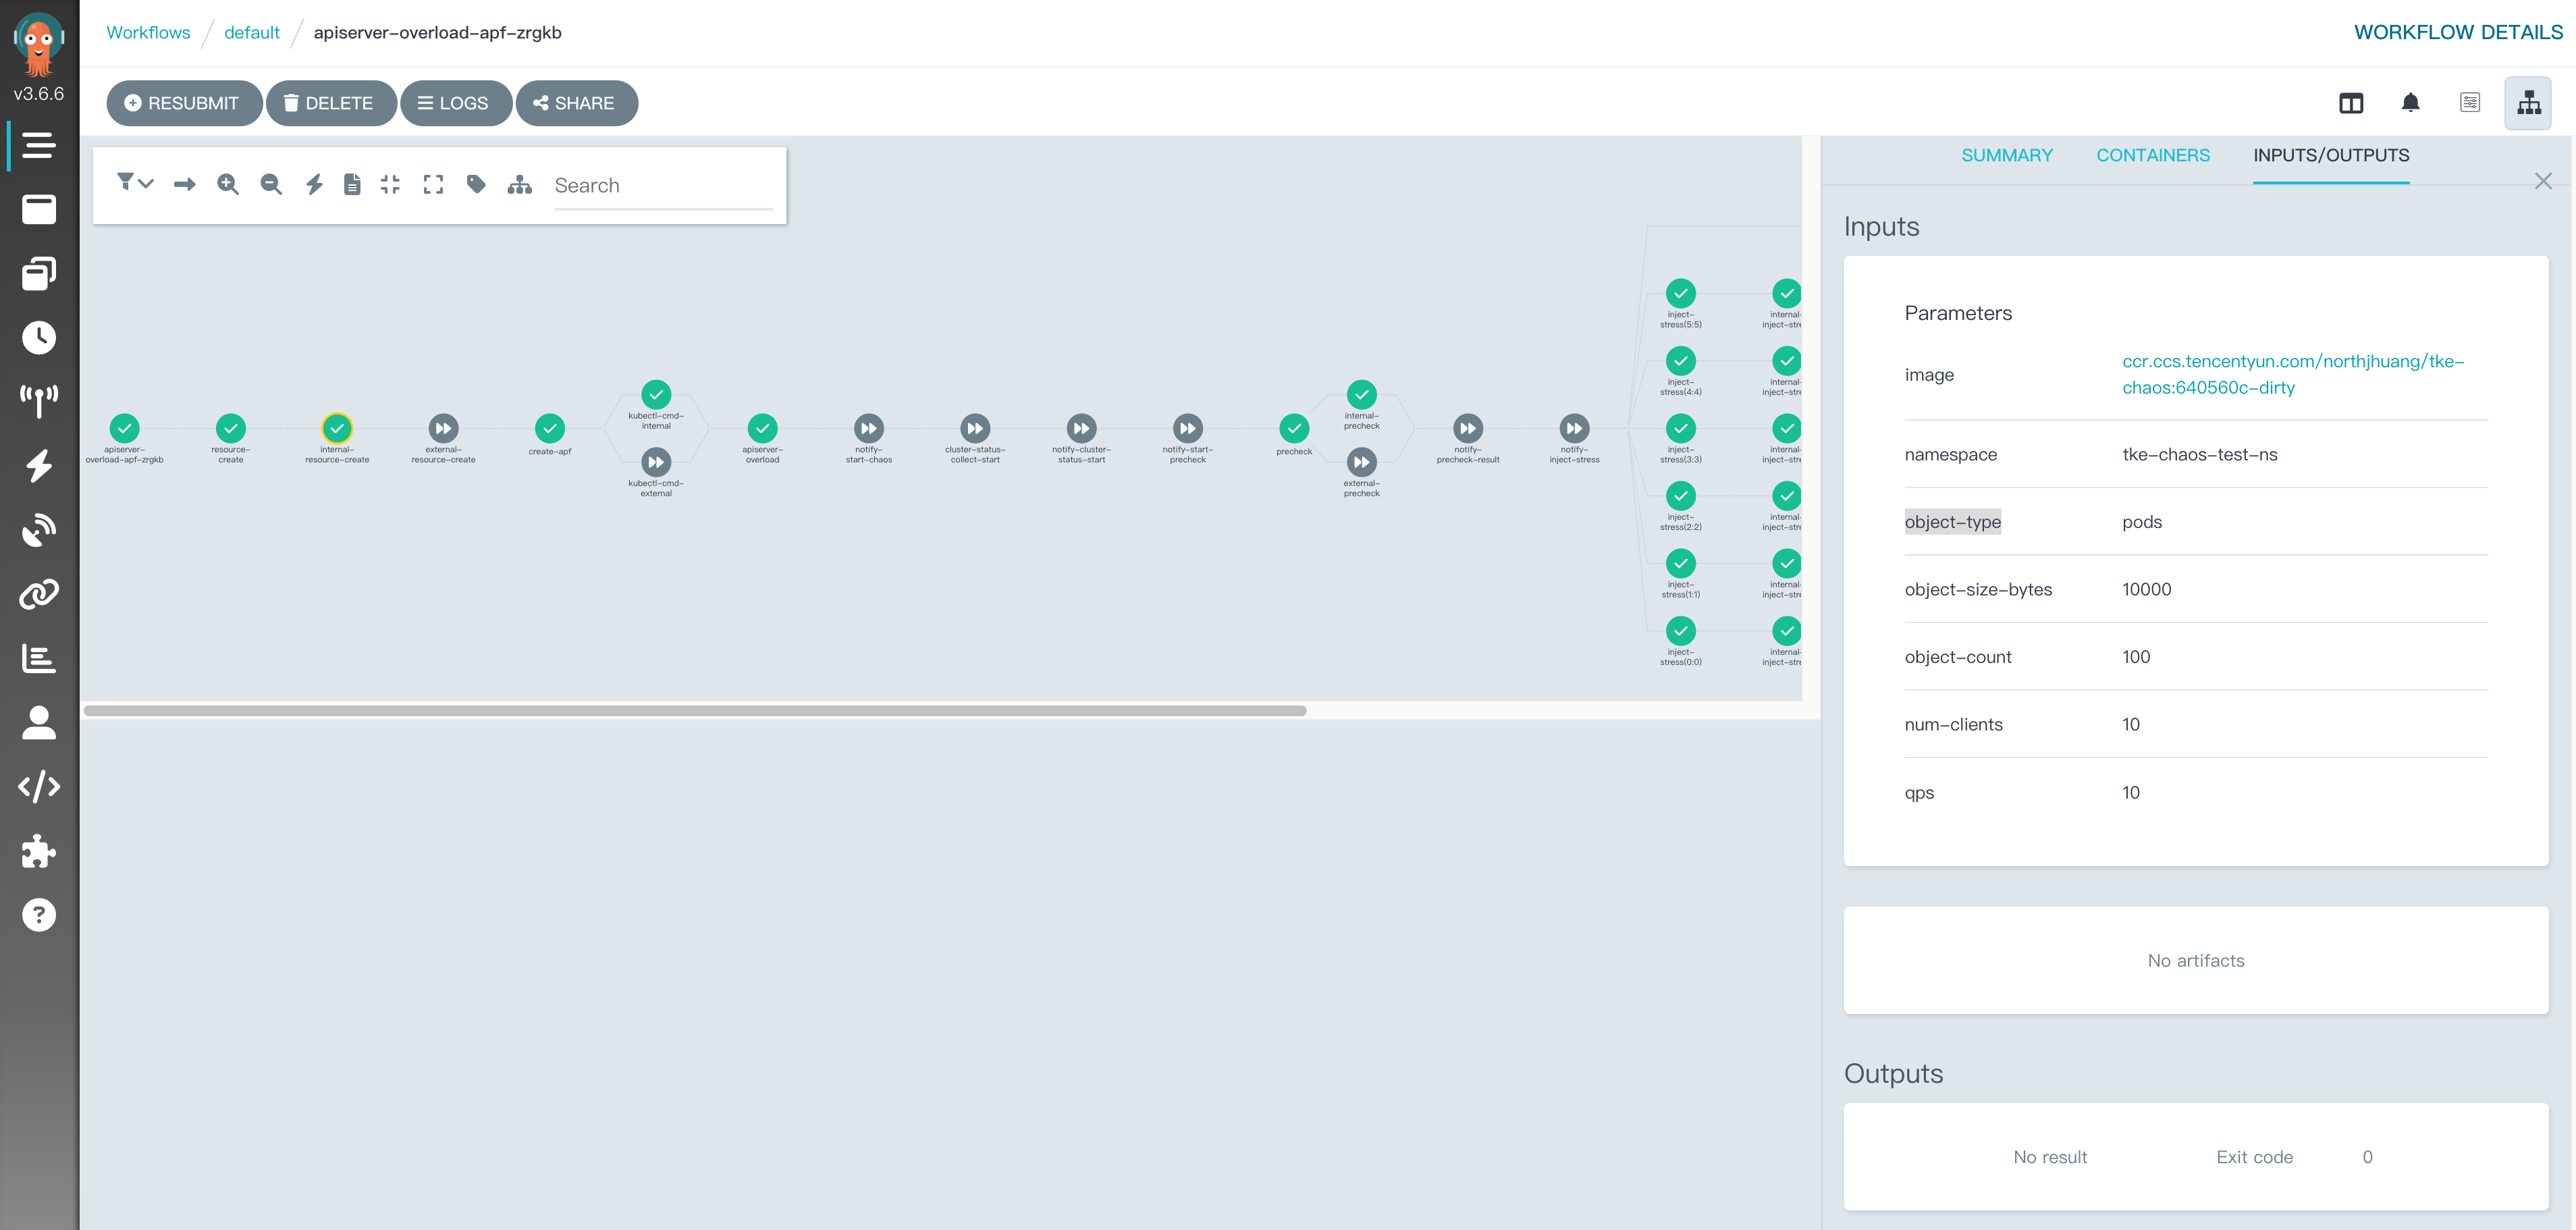 Workflows / default / apiserver-overload-apf-zrgkb
WORKFLOW DETAILS
v3.6.6
RESUBMIT
DELETE
LOGS
SHARE
Search
SUMMARY
CONTAINERS
INPUTS/OUTPUTS
apiserver-
overload-apf-zrgkb
resource-
create
internal-
resource-create
external-
resource-create
create-apf
kubectl-cmd-
internal
kubectl-cmd-
external
apiserver-
overload
notify-
start-chaos
cluster-status-
collect-start
notify-cluster-
status-start
notify-start-
precheck
precheck
internal-
precheck
external-
precheck
notify-
precheck-result
notify-
inject-stress
inject-
stress(5:5)
internal-
inject-stre
inject-
stress(4:4)
internal-
inject-stre
inject-
stress(3:3)
internal-
inject-stre
inject-
stress(2:2)
internal-
inject-stre
inject-
stress(1:1)
internal-
inject-stre
inject-
stress(0:0)
internal-
inject-stre
Inputs
Parameters
image
ccr.ccs.tencentyun.com/northjhuang/tke-
chaos:640560c-dirty
namespace
tke-chaos-test-ns
object-type
pods
object-size-bytes
10000
object-count
100
num-clients
10
qps
10
No artifacts
Outputs
No result
Exit code
0